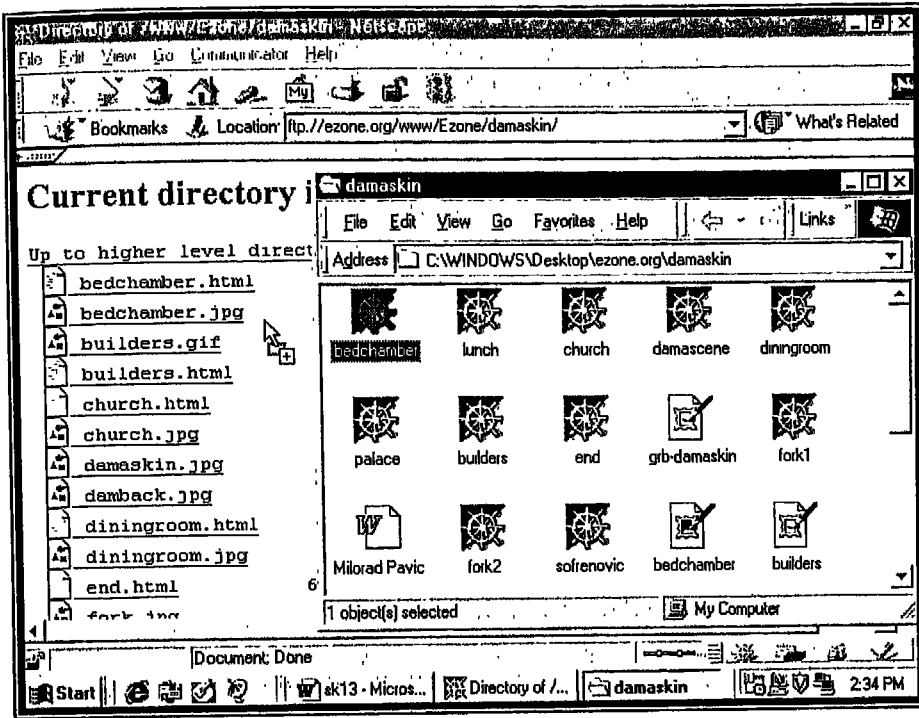 Directory of /www/Ezone/damaskin - Netscape
File Edit View Go Communicator Help
My
Bookmarks Location: ftp.//ezone.org/www/Ezone/damaskin/ What's Related
Current directory i
Up to higher level direct
bedchamber.html
bedchamber.jpg
builders.gif
builders.html
church.html
church.jpg
damaskin.jpg
damback.jpg
diningroom.html
diningroom.jpg
end.html 6
fork.jpg
damaskin
File Edit View Go Favorites Help Links
Address C:\WINDOWS\Desktop\ezone.org\damaskin
bedchamber lunch church damascene diningroom
palace builders end grb-damaskin fork1
Milorad Pavic fork2 sofrenovic bedchamber builders
1 object(s) selected My Computer
Document: Done
Start sk13 - Micros... Directory of /... damaskin 2:34 PM